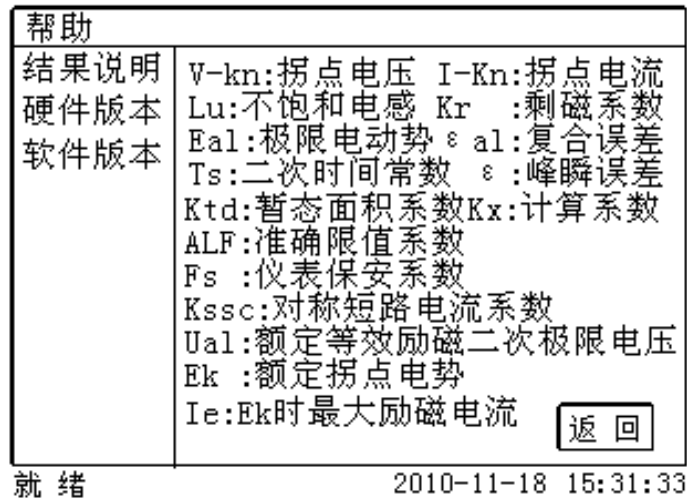 帮助
结果说明
硬件版本
软件版本
V-kn:拐点电压 I-Kn:拐点电流
Lu:不饱和电感 Kr :剩磁系数
Eal:极限电动势 εal:复合误差
Ts:二次时间常数 ε:峰瞬误差
Ktd:暂态面积系数Kx:计算系数
ALF:准确限值系数
Fs :仪表保安系数
Kssc:对称短路电流系数
Ual:额定等效励磁二次极限电压
Ek :额定拐点电势
Ie:Ek时最大励磁电流
返 回
就 绪 2010-11-18 15:31:33